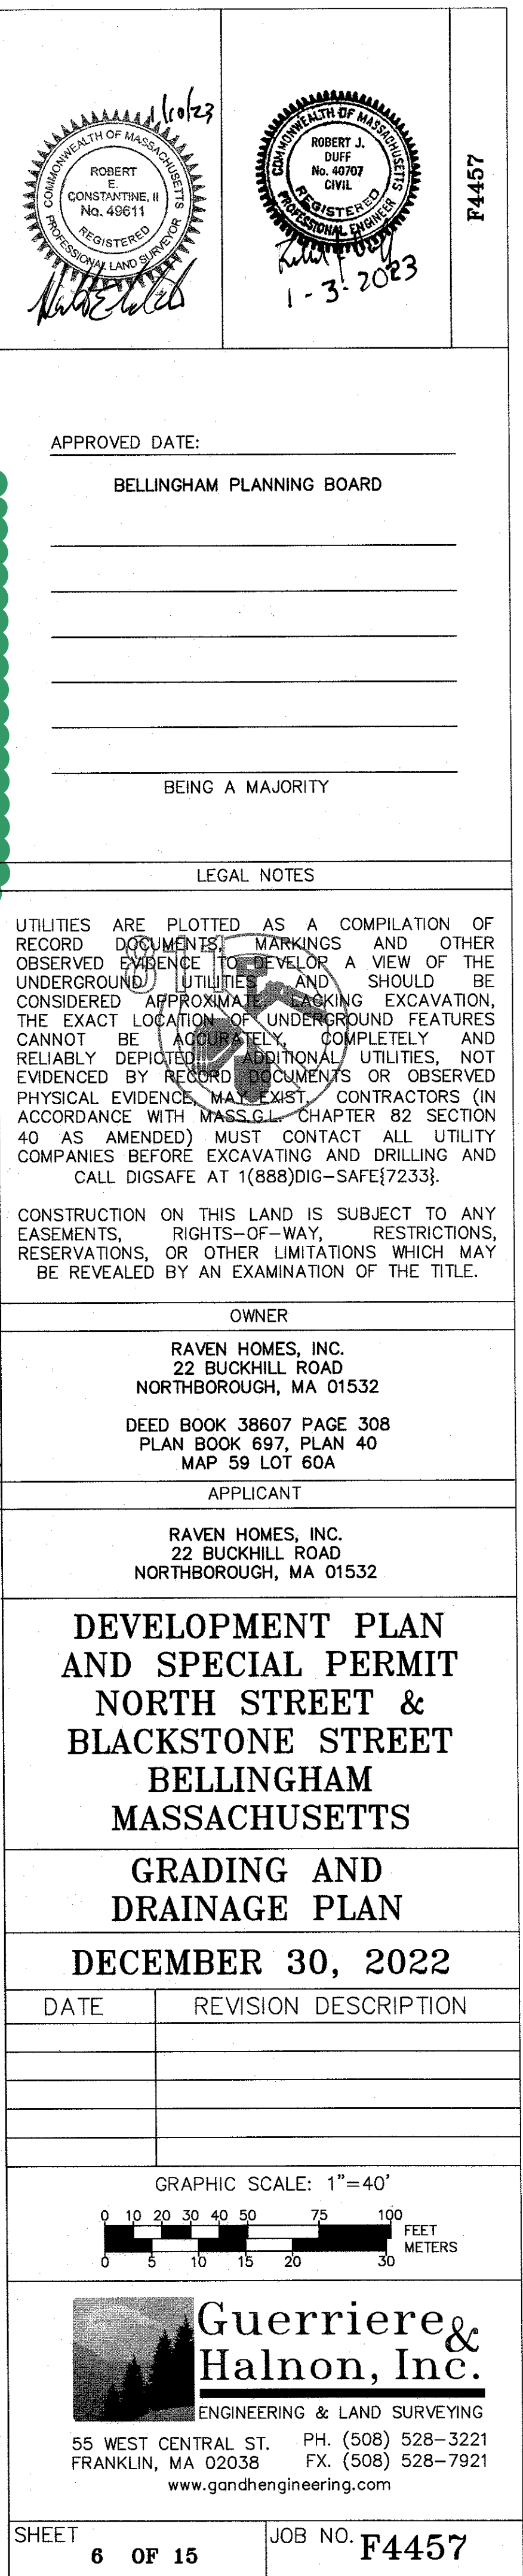 1/10/23
COMMONWEALTH OF MASSACHUSETTS
ROBERT
E.
CONSTANTINE, II
No. 49611
REGISTERED
PROFESSIONAL LAND SURVEYOR
COMMONWEALTH OF MASSACHUSETTS
ROBERT J.
DUFF
No. 40707
CIVIL
REGISTERED
PROFESSIONAL ENGINEER
1-3-2023
F4457
APPROVED DATE:
BELLINGHAM PLANNING BOARD
BEING A MAJORITY
LEGAL NOTES
811
UTILITIES ARE PLOTTED AS A COMPILATION OF
RECORD DOCUMENTS, MARKINGS AND OTHER
OBSERVED EVIDENCE TO DEVELOP A VIEW OF THE
UNDERGROUND UTILITIES AND SHOULD BE
CONSIDERED APPROXIMATE. LACKING EXCAVATION,
THE EXACT LOCATION OF UNDERGROUND FEATURES
CANNOT BE ACCURATELY, COMPLETELY AND
RELIABLY DEPICTED. ADDITIONAL UTILITIES, NOT
EVIDENCED BY RECORD DOCUMENTS OR OBSERVED
PHYSICAL EVIDENCE, MAY EXIST. CONTRACTORS (IN
ACCORDANCE WITH MASS.G.L. CHAPTER 82 SECTION
40 AS AMENDED) MUST CONTACT ALL UTILITY
COMPANIES BEFORE EXCAVATING AND DRILLING AND
CALL DIGSAFE AT 1(888)DIG-SAFE{7233}.
CONSTRUCTION ON THIS LAND IS SUBJECT TO ANY
EASEMENTS, RIGHTS-OF-WAY, RESTRICTIONS,
RESERVATIONS, OR OTHER LIMITATIONS WHICH MAY
BE REVEALED BY AN EXAMINATION OF THE TITLE.
OWNER
RAVEN HOMES, INC.
22 BUCKHILL ROAD
NORTHBOROUGH, MA 01532
DEED BOOK 38607 PAGE 308
PLAN BOOK 697, PLAN 40
MAP 59 LOT 60A
APPLICANT
RAVEN HOMES, INC.
22 BUCKHILL ROAD
NORTHBOROUGH, MA 01532
DEVELOPMENT PLAN
AND SPECIAL PERMIT
NORTH STREET &
BLACKSTONE STREET
BELLINGHAM
MASSACHUSETTS
GRADING AND
DRAINAGE PLAN
DECEMBER 30, 2022
DATE REVISION DESCRIPTION
GRAPHIC SCALE: 1"=40'
0 10 20 30 40 50 75 100
FEET
METERS
0 5 10 15 20 30
Guerriere &
Halnon, Inc.
ENGINEERING & LAND SURVEYING
55 WEST CENTRAL ST. PH. (508) 528-3221
FRANKLIN, MA 02038 FX. (508) 528-7921
www.gandhengineering.com
SHEET 6 OF 15
JOB NO. F4457